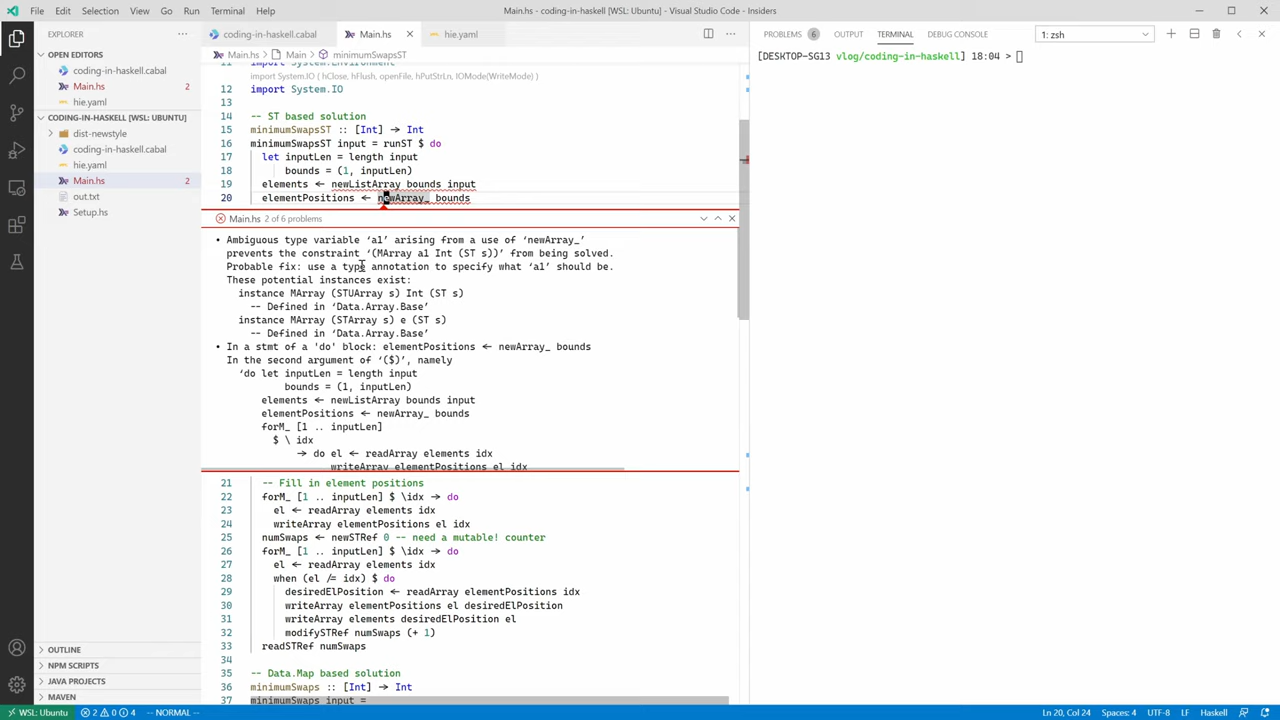 File Edit Selection View Go Run Terminal Help
Main.hs - coding-in-haskell [WSL: Ubuntu] - Visual Studio Code - Insiders
EXPLORER
OPEN EDITORS
coding-in-haskell.cabal
Main.hs 2
hie.yaml
CODING-IN-HASKELL [WSL: UBUNTU]
dist-newstyle
coding-in-haskell.cabal
hie.yaml
Main.hs 2
out.txt
Setup.hs
OUTLINE
NPM SCRIPTS
JAVA PROJECTS
MAVEN
coding-in-haskell.cabal Main.hs hie.yaml
Main.hs > Main > minimumSwapsST
11 import System.Environment
import System.IO ( hClose, hFlush, openFile, hPutStrLn, IOMode(WriteMode) )
12 import System.IO
13
14 -- ST based solution
15 minimumSwapsST :: [Int] → Int
16 minimumSwapsST input = runST $ do
17 let inputLen = length input
18 bounds = (1, inputLen)
19 elements ← newListArray bounds input
20 elementPositions ← newArray_ bounds
Main.hs 2 of 6 problems
• Ambiguous type variable ‘a1’ arising from a use of ‘newArray_’
prevents the constraint ‘(MArray a1 Int (ST s))’ from being solved.
Probable fix: use a type annotation to specify what ‘a1’ should be.
These potential instances exist:
instance MArray (STUArray s) Int (ST s)
-- Defined in ‘Data.Array.Base’
instance MArray (STArray s) e (ST s)
-- Defined in ‘Data.Array.Base’
• In a stmt of a 'do' block: elementPositions ← newArray_ bounds
In the second argument of ‘($)’, namely
‘do let inputLen = length input
bounds = (1, inputLen)
elements ← newListArray bounds input
elementPositions ← newArray_ bounds
forM_ [1 .. inputLen]
$ \ idx
→ do el ← readArray elements idx
writeArray elementPositions el idx
21 -- Fill in element positions
22 forM_ [1 .. inputLen] $ \idx → do
23 el ← readArray elements idx
24 writeArray elementPositions el idx
25 numSwaps ← newSTRef 0 -- need a mutable! counter
26 forM_ [1 .. inputLen] $ \idx → do
27 el ← readArray elements idx
28 when (el ≠ idx) $ do
29 desiredElPosition ← readArray elementPositions idx
30 writeArray elementPositions el desiredElPosition
31 writeArray elements desiredElPosition el
32 modifySTRef numSwaps (+ 1)
33 readSTRef numSwaps
34
35 -- Data.Map based solution
36 minimumSwaps :: [Int] → Int
37 minimumSwaps input =
PROBLEMS 6 OUTPUT TERMINAL DEBUG CONSOLE 1: zsh
[DESKTOP-SG13 vlog/coding-in-haskell] 18:04 >
WSL: Ubuntu 2 0 4 -- NORMAL -- Ln 20, Col 24 Spaces: 4 UTF-8 LF Haskell